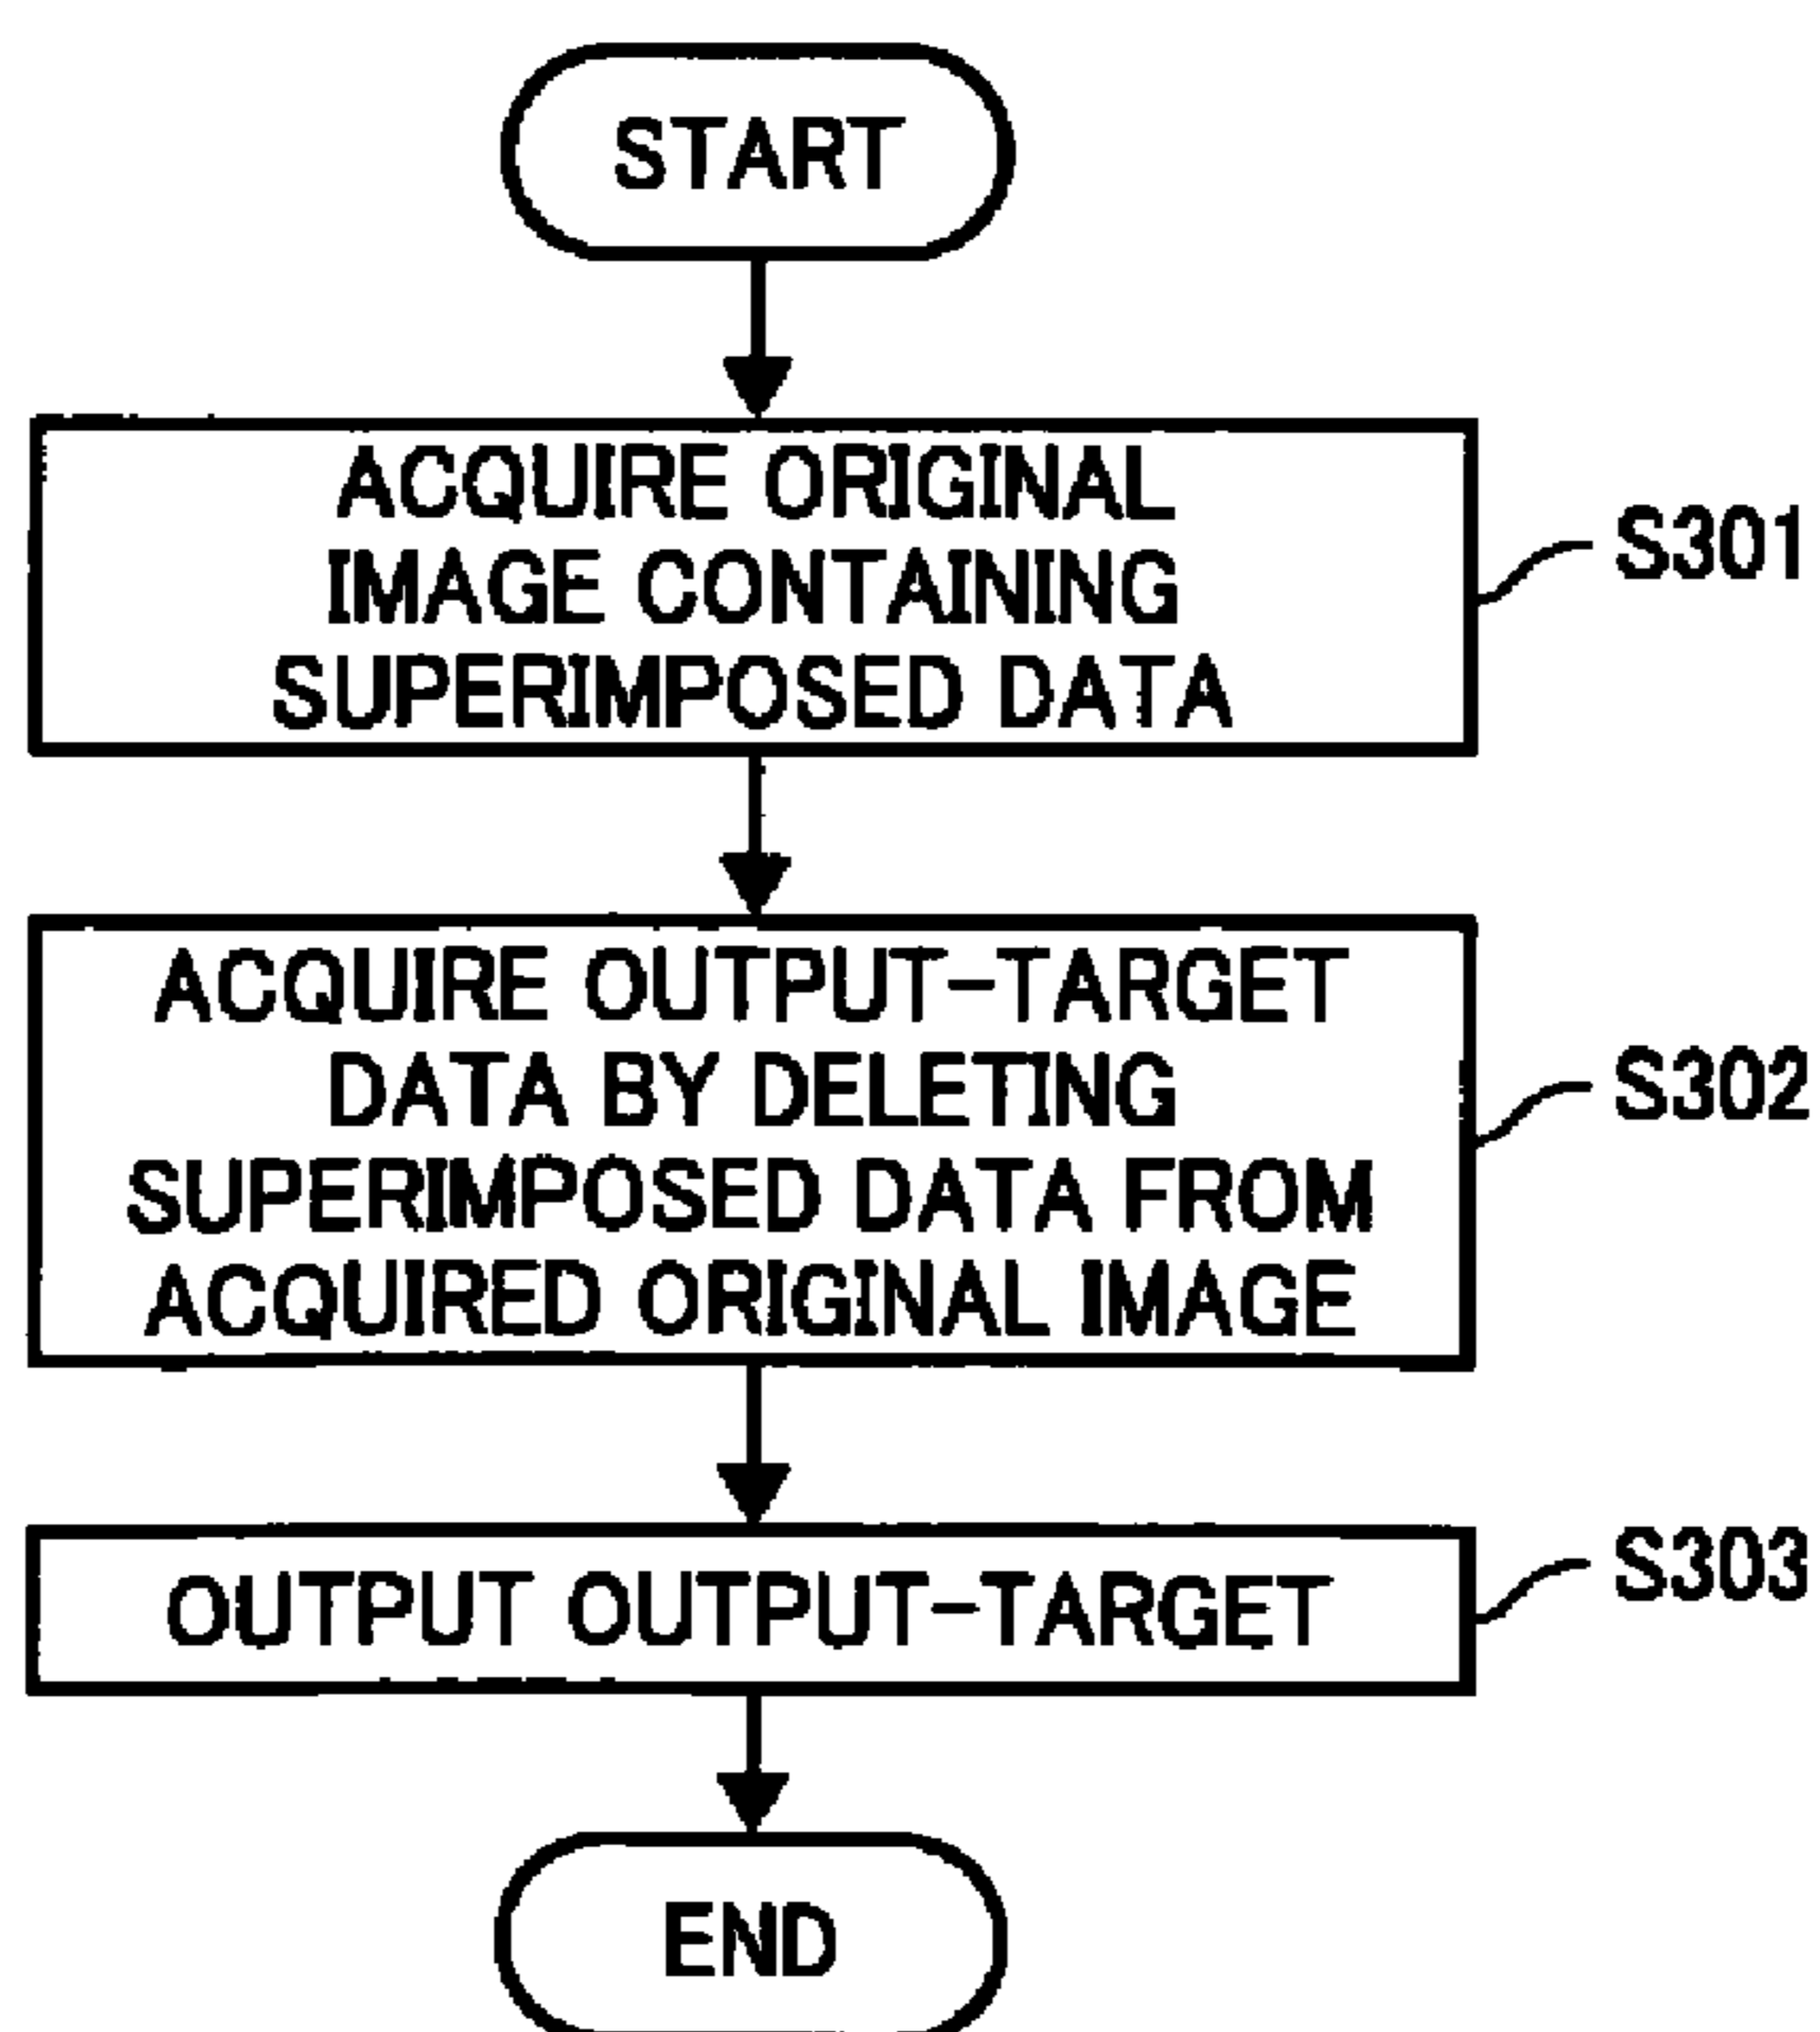 START
ACQUIRE ORIGINAL
IMAGE CONTAINING
SUPERIMPOSED DATA
S301
ACQUIRE OUTPUT-TARGET
DATA BY DELETING
SUPERIMPOSED DATA FROM
ACQUIRED ORIGINAL IMAGE
S302
OUTPUT OUTPUT-TARGET
S303
END